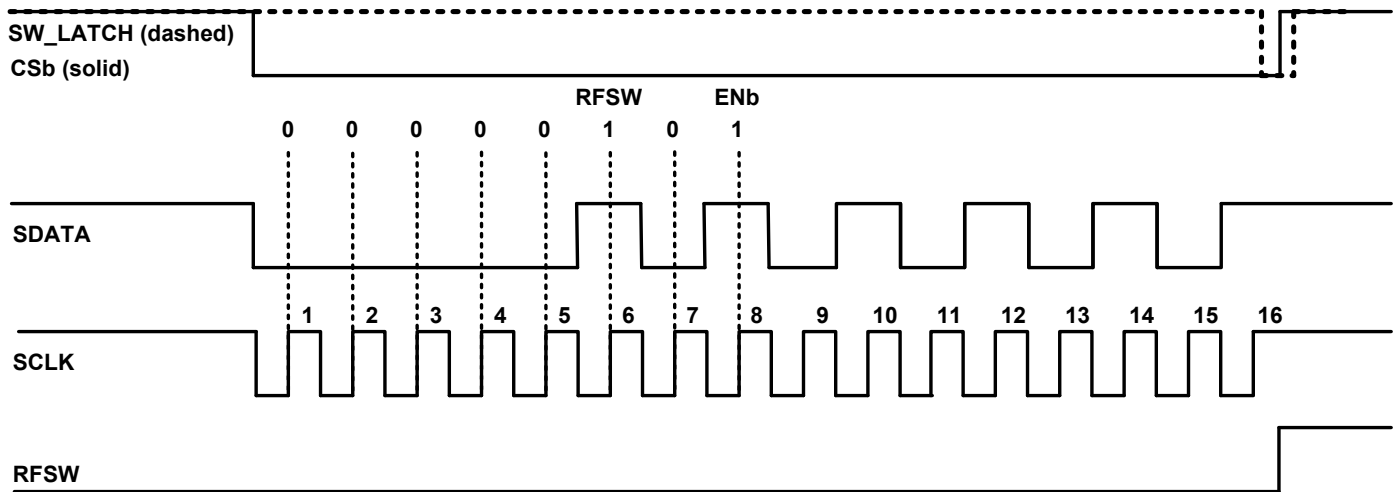 SW_LATCH (dashed)
CSb (solid)
RFSW ENb
0 0 0 0 0 1 0 1
SDATA
1 2 3 4 5 6 7 8 9 10 11 12 13 14 15 16
SCLK
RFSW